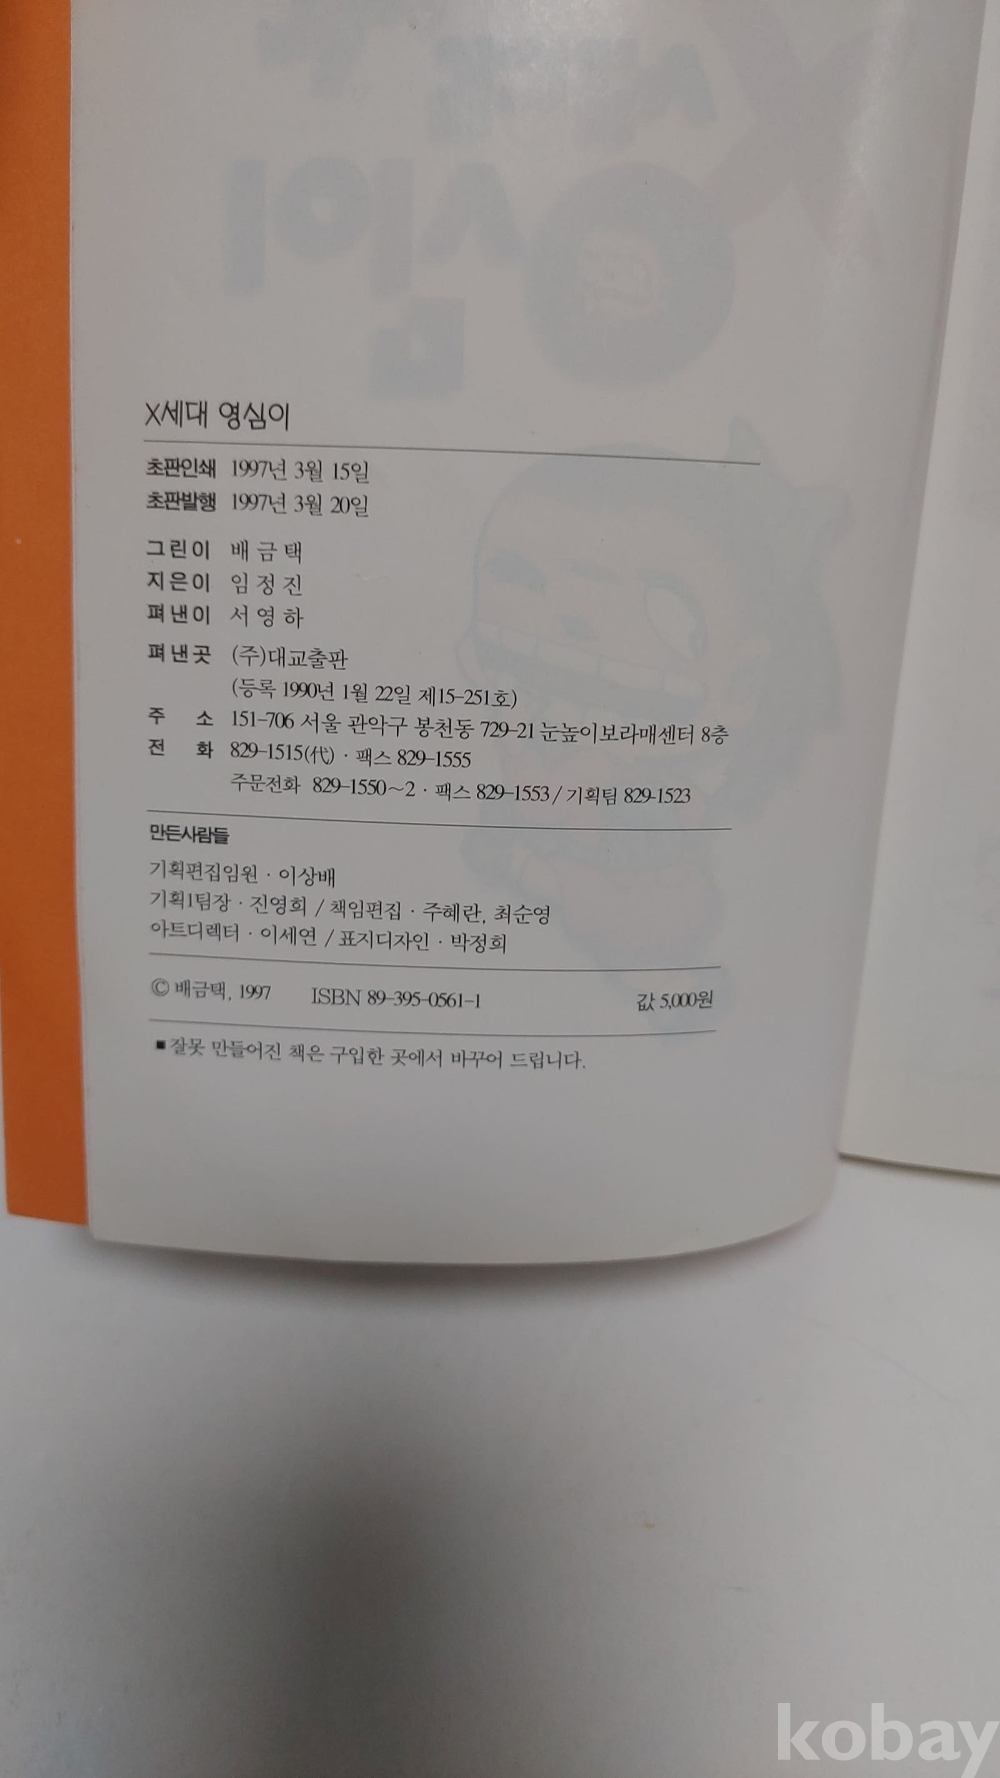 X세대 영심이
초판인쇄 1997년 3월 15일
초판발행 1997년 3월 20일
그린이 배금택
지은이 임정진
펴낸이 서영하
펴낸곳 (주)대교출판
(등록 1990년 1월 22일 제15-251호)
주 소 151-706 서울 관악구 봉천동 729-21 눈높이보라매센터 8층
전 화 829-1515(代) · 팩스 829-1555
주문전화 829-1550~2 · 팩스 829-1553 / 기획팀 829-1523
만든사람들
기획편집임원 · 이상배
기획1팀장 · 진영희 / 책임편집 · 주혜란, 최순영
아트디렉터 · 이세연 / 표지디자인 · 박정희
© 배금택, 1997 ISBN 89-395-0561-1 값 5,000원
■ 잘못 만들어진 책은 구입한 곳에서 바꾸어 드립니다.
kobay